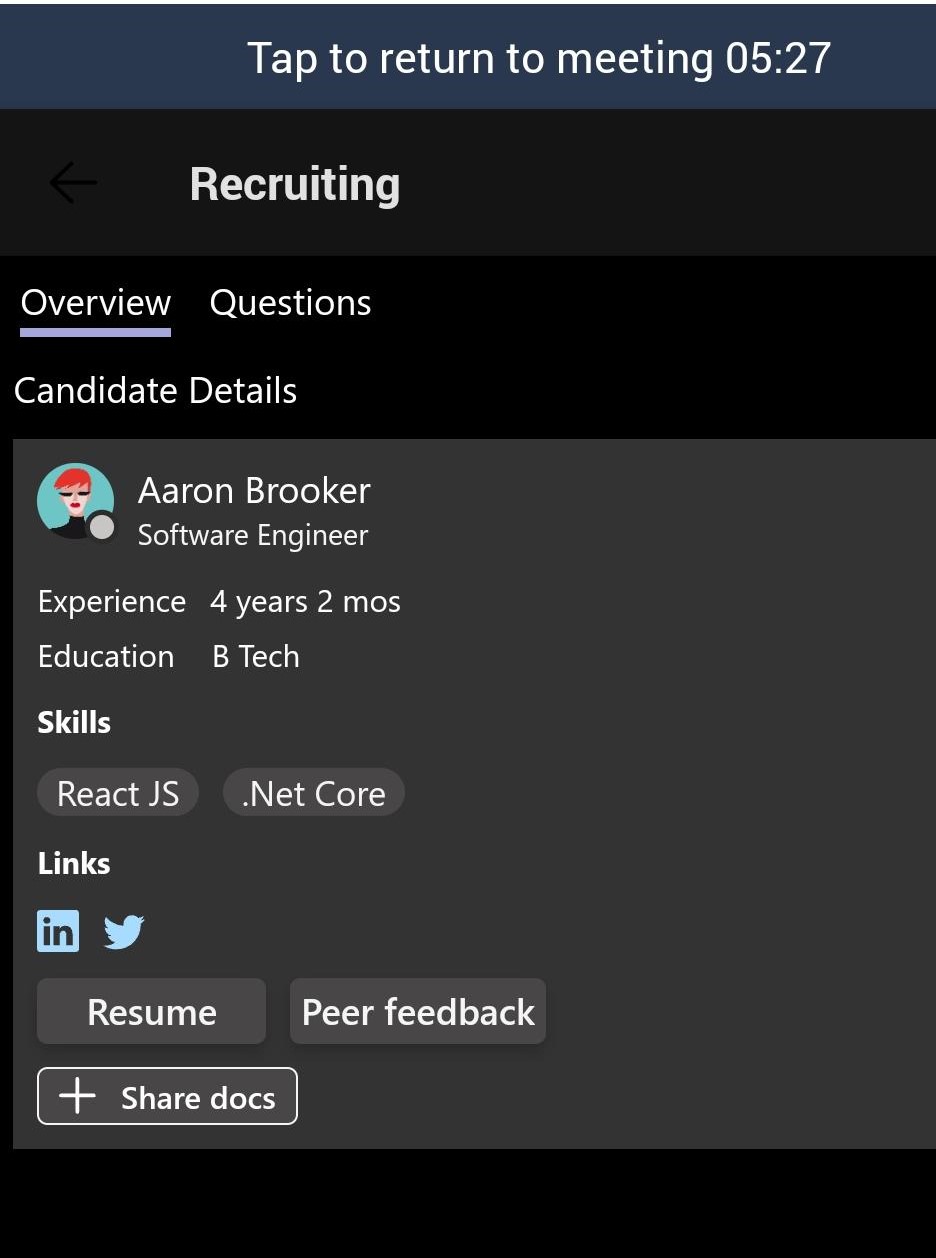 Tap to return to meeting 05:27
Recruiting
Overview Questions
Candidate Details
Aaron Brooker
Software Engineer
Experience 4 years 2 mos
Education B Tech
Skills
React JS .Net Core
Links
in
Resume Peer feedback
Share docs